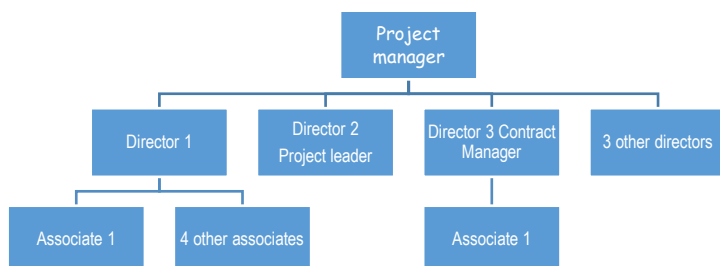 Project
manager
Director 1
Director 2
Project leader
Director 3 Contract
Manager
3 other directors
Associate 1
4 other associates
Associate 1